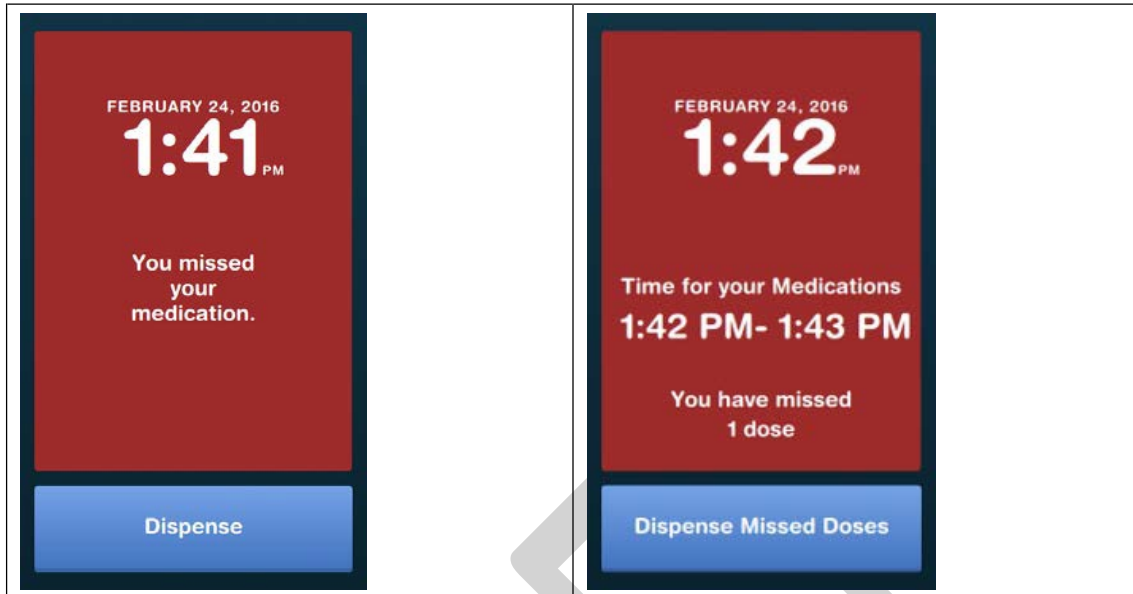 FEBRUARY 24, 2016
1:41 PM
You missed
your
medication.
Dispense
FEBRUARY 24, 2016
1:42 PM
Time for your Medications
1:42 PM- 1:43 PM
You have missed
1 dose
Dispense Missed Doses